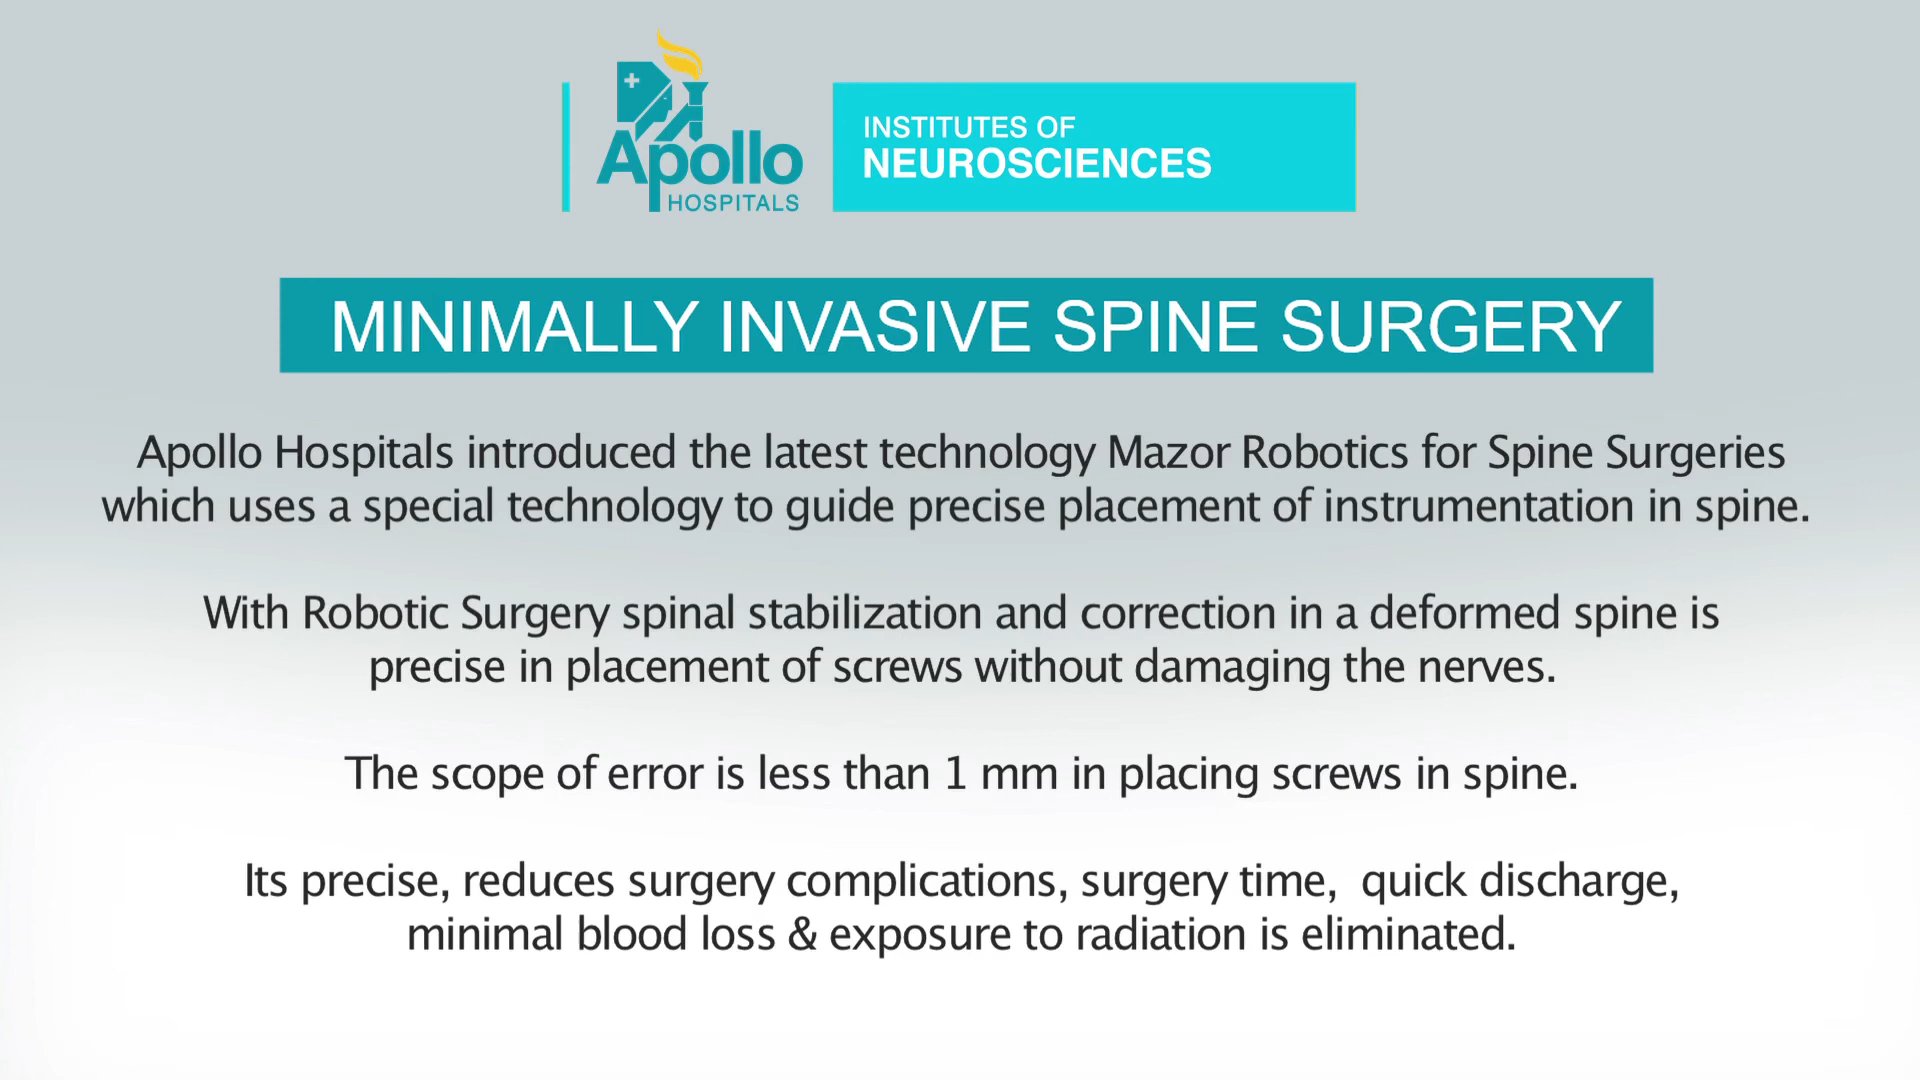 Apollo
HOSPITALS
INSTITUTES OF
NEUROSCIENCES
MINIMALLY INVASIVE SPINE SURGERY
Apollo Hospitals introduced the latest technology Mazor Robotics for Spine Surgeries
which uses a special technology to guide precise placement of instrumentation in spine.
With Robotic Surgery spinal stabilization and correction in a deformed spine is
precise in placement of screws without damaging the nerves.
The scope of error is less than 1 mm in placing screws in spine.
Its precise, reduces surgery complications, surgery time,  quick discharge,
minimal blood loss & exposure to radiation is eliminated.